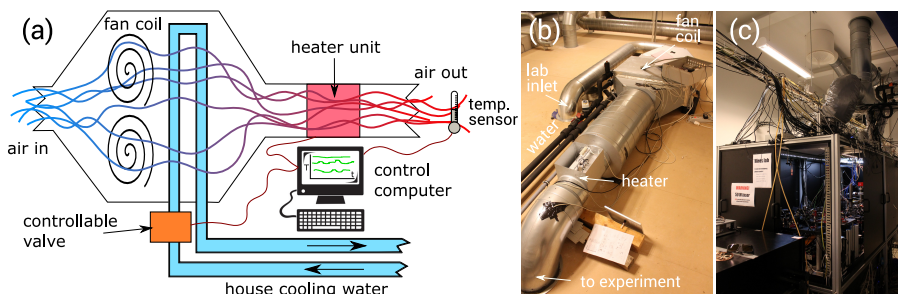 (a)
fan coil
heater unit
air out
temp.
sensor
air in
T
t
control
computer
controllable
valve
house cooling water
(b)
fan
coil
lab
inlet
water
heater
to experiment
(c)